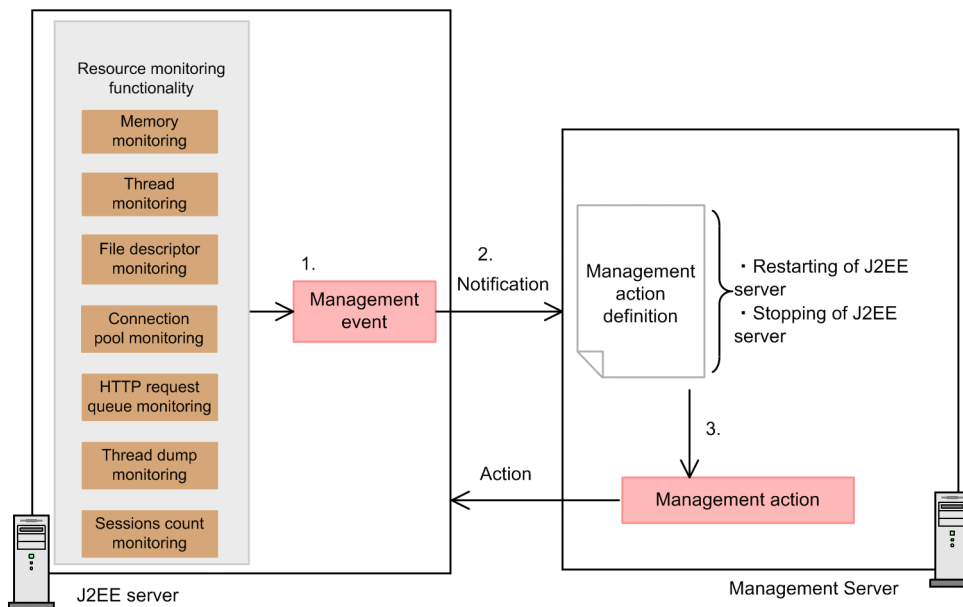 Resource monitoring
functionality
Memory
monitoring
Thread
monitoring
File descriptor
monitoring
Connection
pool monitoring
HTTP request
queue monitoring
Thread dump
monitoring
Sessions count
monitoring
J2EE server
1.
Management
event
2.
Notification
Management
action
definition
・Restarting of J2EE
server
・Stopping of J2EE
server
3.
Management action
Action
Management Server